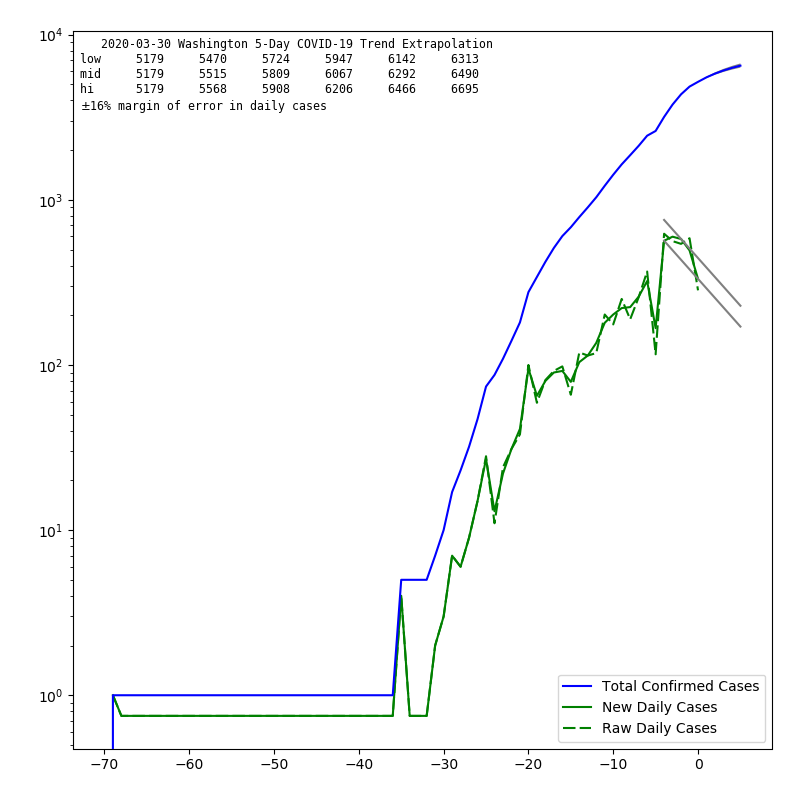 2020-03-30 Washington 5-Day COVID-19 Trend Extrapolation
low 5179 5470 5724 5947 6142 6313
mid 5179 5515 5809 6067 6292 6490
hi 5179 5568 5908 6206 6466 6695
±16% margin of error in daily cases
10⁴
10³
10²
10¹
10⁰
Total Confirmed Cases
New Daily Cases
Raw Daily Cases
−70 −60 −50 −40 −30 −20 −10 0